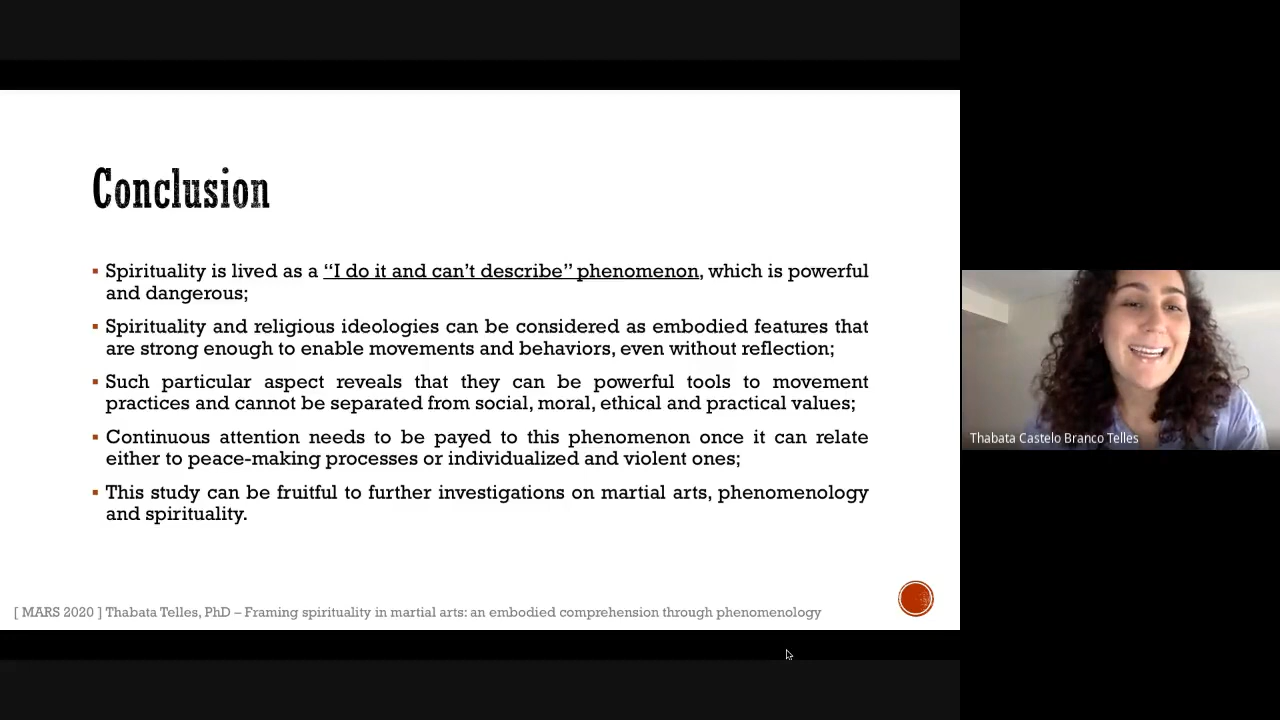 Conclusion
▪ Spirituality is lived as a “I do it and can’t describe” phenomenon, which is powerful
and dangerous;
▪ Spirituality and religious ideologies can be considered as embodied features that
are strong enough to enable movements and behaviors, even without reflection;
▪ Such particular aspect reveals that they can be powerful tools to movement
practices and cannot be separated from social, moral, ethical and practical values;
▪ Continuous attention needs to be payed to this phenomenon once it can relate
either to peace-making processes or individualized and violent ones;
▪ This study can be fruitful to further investigations on martial arts, phenomenology
and spirituality.
[ MARS 2020 ] Thabata Telles, PhD – Framing spirituality in martial arts: an embodied comprehension through phenomenology
Thabata Castelo Branco Telles